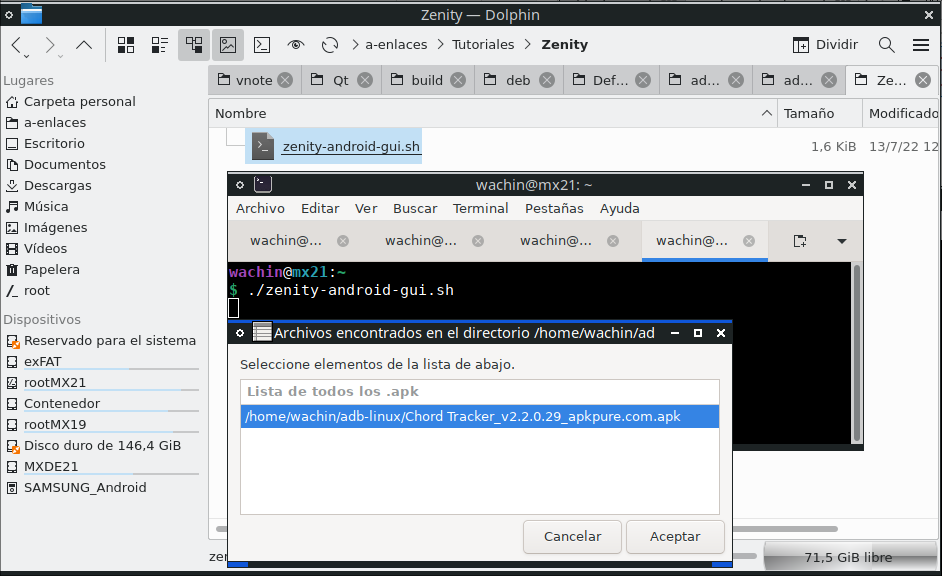 Zenity — Dolphin
a-enlaces Tutoriales Zenity Dividir
Lugares
Carpeta personal
a-enlaces
Escritorio
Documentos
Descargas
Música
Imágenes
Vídeos
Papelera
root
Dispositivos
Reservado para el sistema
exFAT
rootMX21
Contenedor
rootMX19
Disco duro de 146,4 GiB
MXDE21
SAMSUNG_Android
vnote Qt build deb Def... ad... ad... Ze...
Nombre Tamaño Modificado
zenity-android-gui.sh 1,6 KiB 13/7/22 12
wachin@mx21: ~
Archivo Editar Ver Buscar Terminal Pestañas Ayuda
wachin@... wachin@... wachin@... wachin@...
wachin@mx21:~
$ ./zenity-android-gui.sh
Archivos encontrados en el directorio /home/wachin/ad
Seleccione elementos de la lista de abajo.
Lista de todos los .apk
/home/wachin/adb-linux/Chord Tracker_v2.2.0.29_apkpure.com.apk
Cancelar Aceptar
zer 71,5 GiB libre